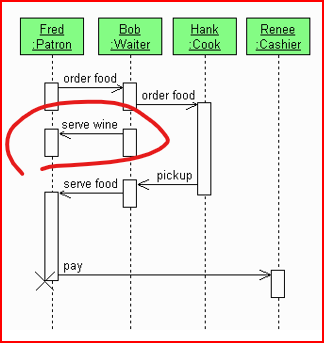 Fred
:Patron
Bob
:Waiter
Hank
:Cook
Renee
:Cashier
order food
order food
serve wine
pickup
serve food
pay